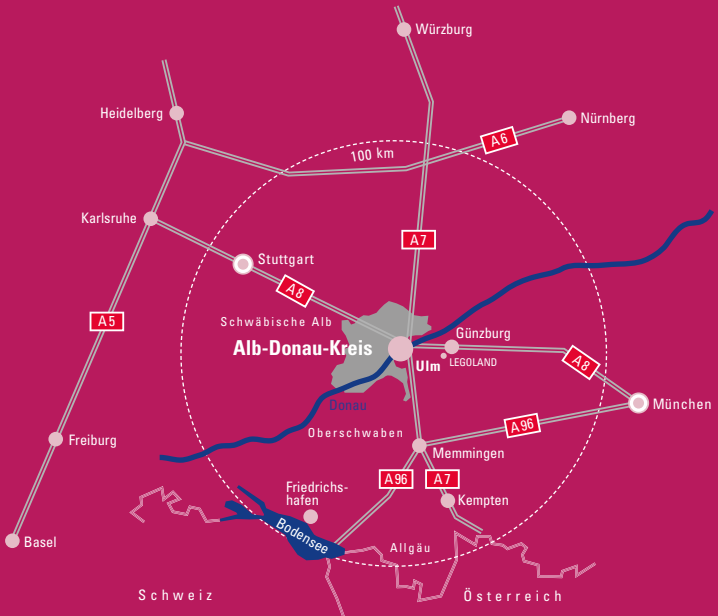 Würzburg
Heidelberg
Nürnberg
A6
100 km
Karlsruhe
A7
Stuttgart
A8
A5
Schwäbische Alb
Günzburg
Alb-Donau-Kreis
Ulm
LEGOLAND
A8
Donau
München
Oberschwaben
A96
Freiburg
Memmingen
A96
A7
Friedrichs-
hafen
Kempten
Bodensee
Basel
Allgäu
Schweiz
Österreich